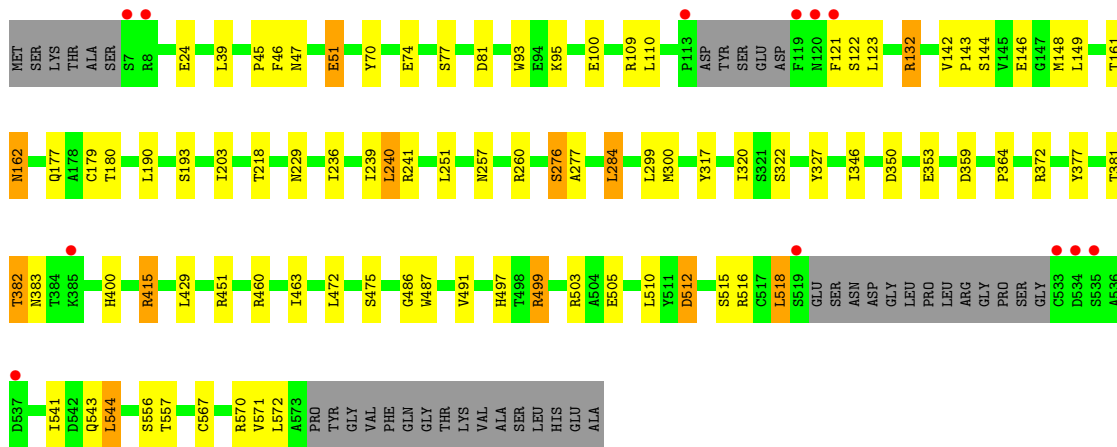 MET SER LYS THR ALA SER S7 R8 E24 L39 P45 F46 N47 E51 Y70 E74 S77 D81 W93 E94 K95 E100 R109 L110 P113 ASP TYR SER GLU ASP F119 N120 F121 S122 L123 R132 V142 P143 S144 V145 E146 G147 M148 L149 T161
N162 Q177 A178 C179 T180 L190 S193 I203 T218 N229 I236 I239 L240 R241 L251 N257 R260 S276 A277 L284 L299 M300 Y317 I320 S321 S322 Y327 I346 D350 E353 D359 P364 R372 Y377 T381
T382 N383 T384 K385 H400 R415 L429 R451 R460 I463 L472 S475 G486 W487 V491 H497 T498 R499 R503 A504 E505 L510 Y511 D512 S515 R516 C517 L518 S519 GLU SER ASN ASP GLY LEU PRO LEU ARG GLY PRO SER GLY C533 D534 S535 A536
D537 I541 D542 Q543 L544 S556 T557 C567 R570 V571 L572 A573 PRO TYR GLY VAL PHE GLN GLY THR LYS VAL ALA SER LEU HIS GLU ALA